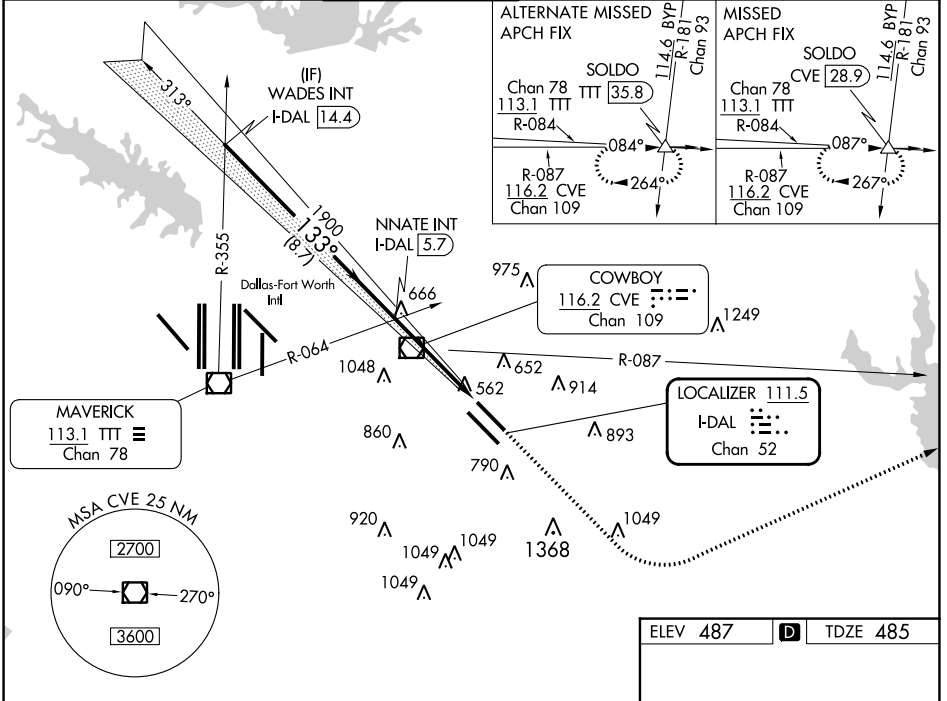 ALTERNATE MISSED
APCH FIX
SOLDO
TTT 35.8
Chan 78
113.1 TTT
R-084
084°
264°
R-087
116.2 CVE
Chan 109
114.6 BYP
R-181
Chan 93
MISSED
APCH FIX
SOLDO
CVE 28.9
Chan 78
113.1 TTT
R-084
087°
267°
R-087
116.2 CVE
Chan 109
114.6 BYP
R-181
Chan 93
313°
(IF)
WADES INT
I-DAL 14.4
1900
133°
(8.7)
R-355
NNATE INT
I-DAL 5.7
Dallas-Fort Worth
Intl
666
975
COWBOY
116.2 CVE
Chan 109
1249
R-064
R-087
1048
652
562
914
MAVERICK
113.1 TTT
Chan 78
LOCALIZER 111.5
I-DAL
Chan 52
860
893
790
MSA CVE 25 NM
2700
090°
270°
3600
920
1049
1049
1049
1368
1049
ELEV 487
D
TDZE 485